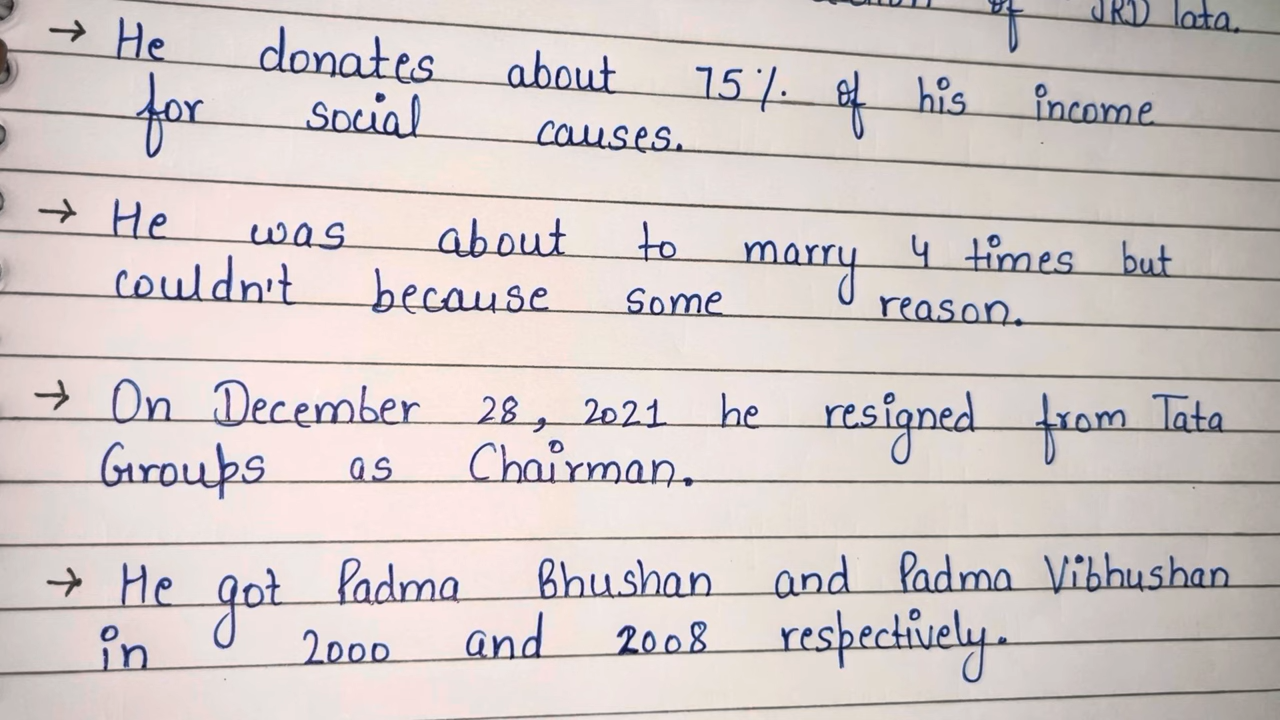 of JRD Tata.
→ He donates about 75% of his income
for social causes.
→ He was about to marry 4 times but
couldn't because some reason.
→ On December 28, 2021 he resigned from Tata
Groups as Chairman.
→ He got Padma Bhushan and Padma Vibhushan
in 2000 and 2008 respectively.